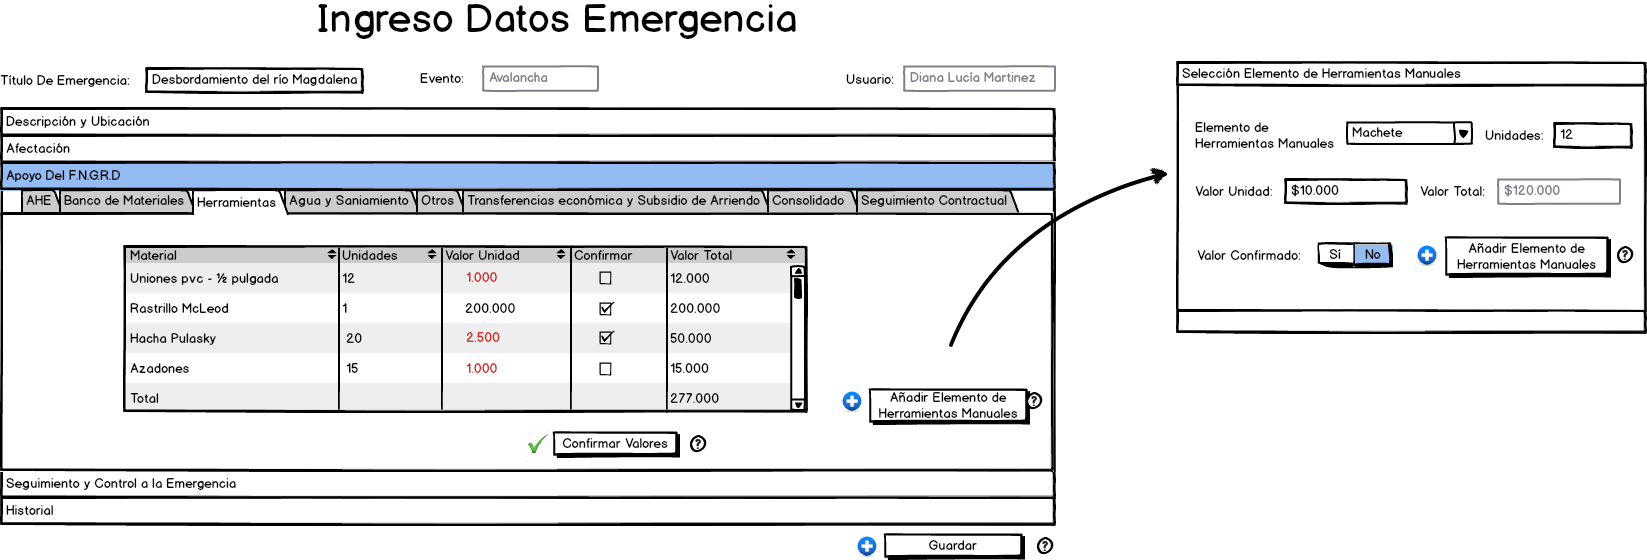 Ingreso Datos Emergencia
Título De Emergencia: Desbordamiento del río Magdalena Evento: Avalancha Usuario: Diana Lucía Martinez
Descripción y Ubicación
Afectación
Apoyo Del F.N.G.R.D
AHE Banco de Materiales Herramientas Agua y Saniamiento Otros Transferencias económica y Subsidio de Arriendo Consolidado Seguimiento Contractual
Material Unidades Valor Unidad Confirmar Valor Total
Uniones pvc - ½ pulgada 12 1.000 12.000
Rastrillo McLeod 1 200.000 200.000
Hacha Pulasky 20 2.500 50.000
Azadones 15 1.000 15.000
Total 277.000
Añadir Elemento de
Herramientas Manuales ?
Confirmar Valores ?
Seguimiento y Control a la Emergencia
Historial
Guardar ?
Selección Elemento de Herramientas Manuales
Elemento de
Herramientas Manuales Machete Unidades: 12
Valor Unidad: $10.000 Valor Total: $120.000
Valor Confirmado: Sí No Añadir Elemento de
Herramientas Manuales ?